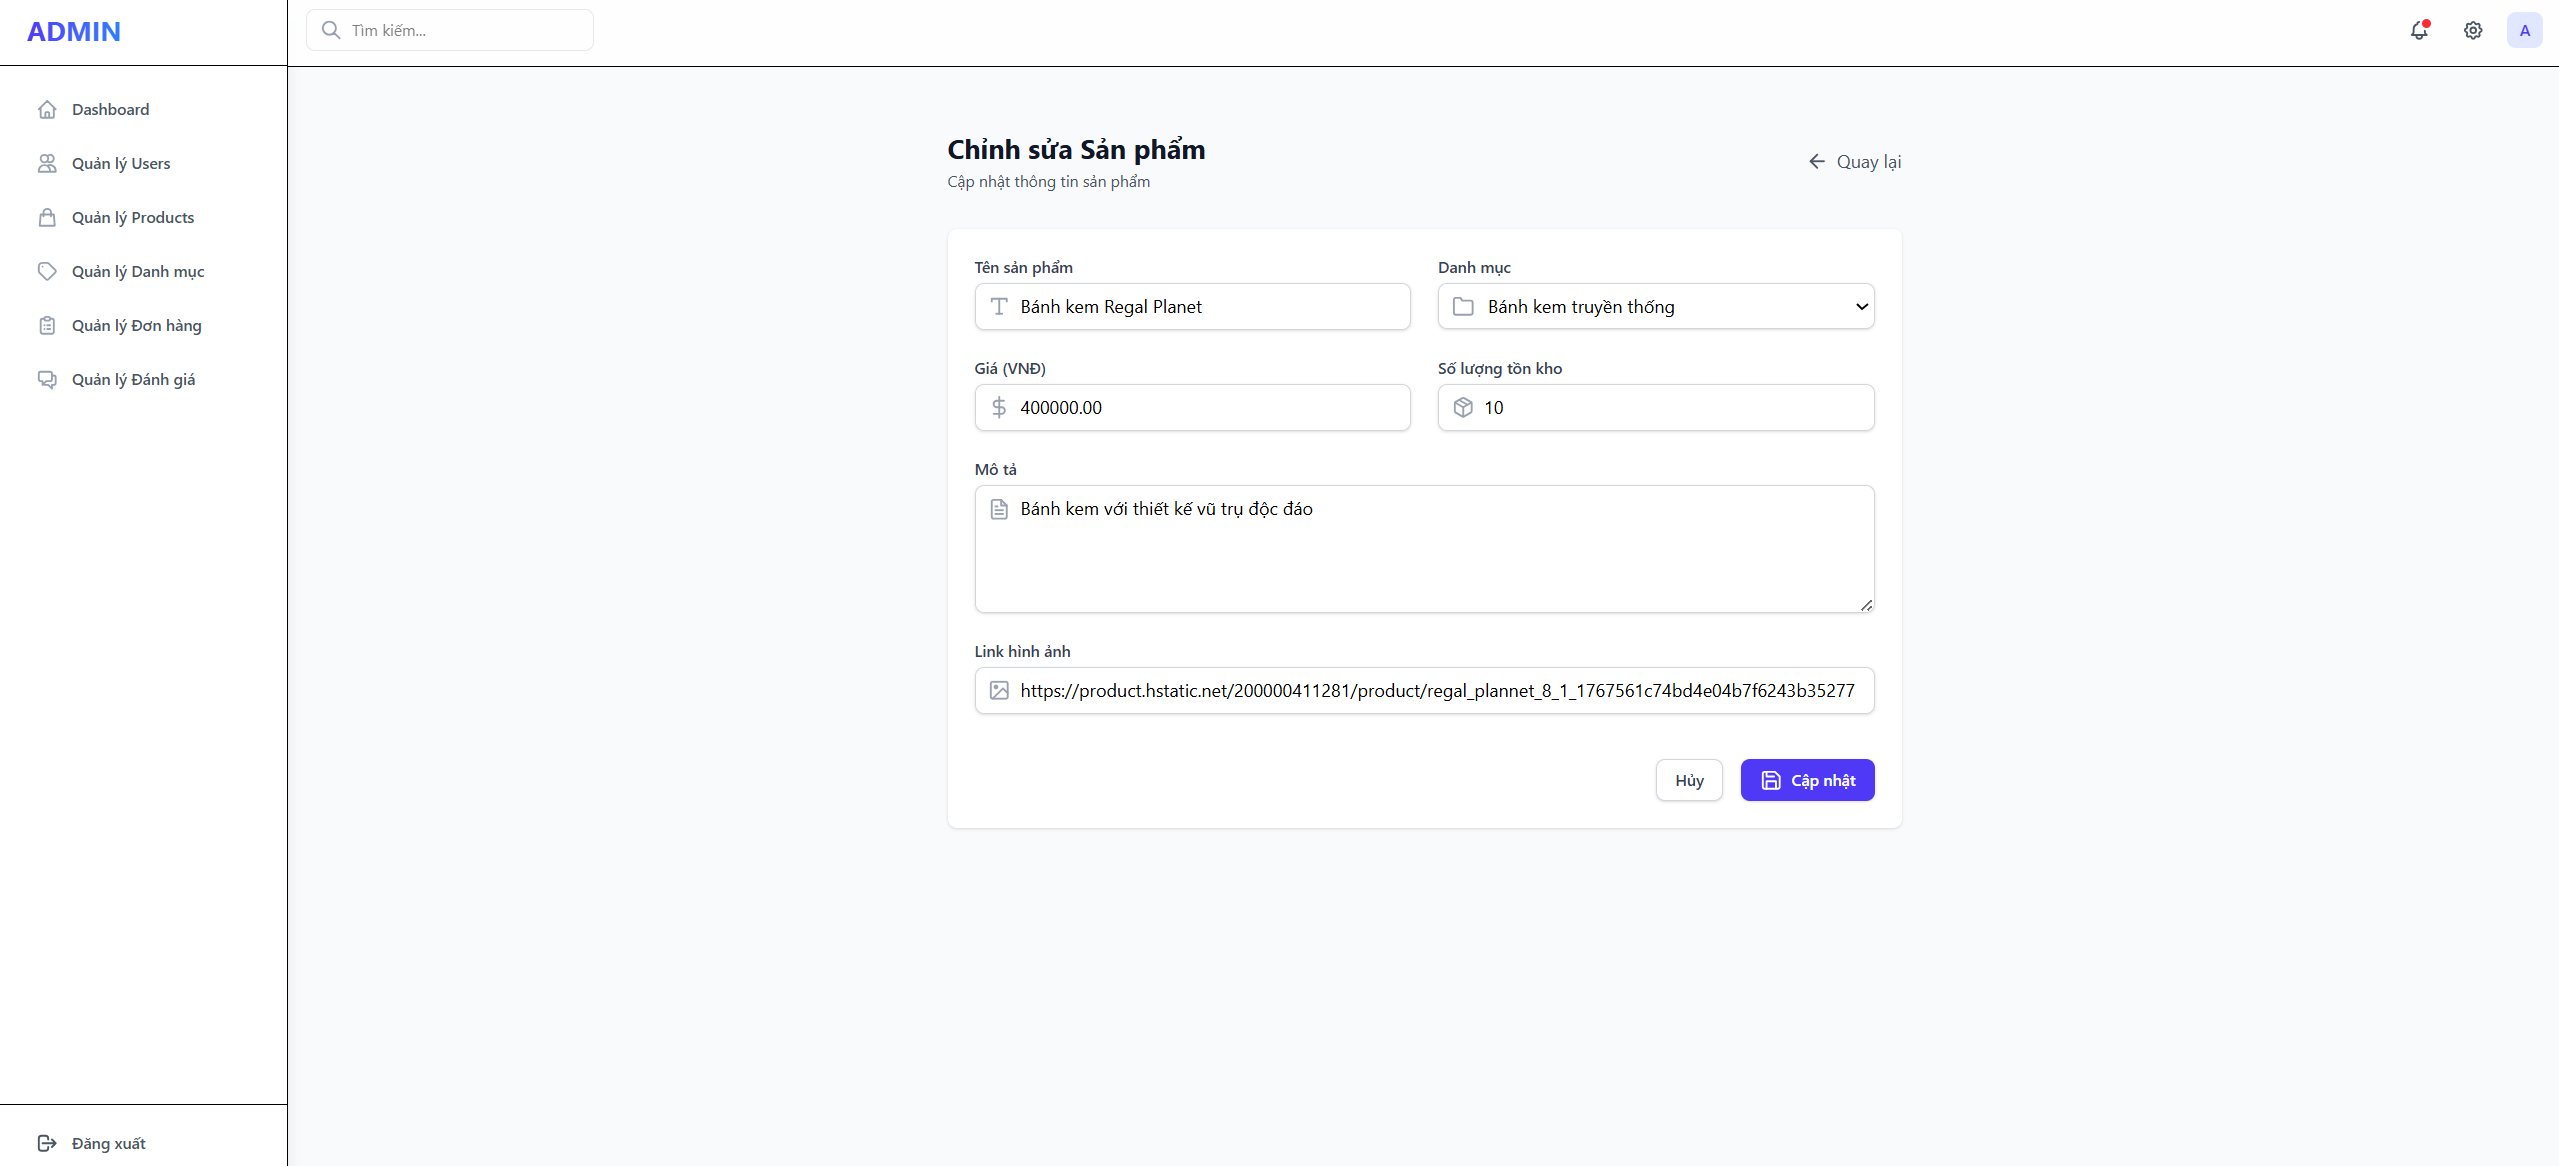 ADMIN
Tìm kiếm...
A
Dashboard
Quản lý Users
Quản lý Products
Quản lý Danh mục
Quản lý Đơn hàng
Quản lý Đánh giá
Đăng xuất
Chỉnh sửa Sản phẩm
Cập nhật thông tin sản phẩm
Quay lại
Tên sản phẩm
Bánh kem Regal Planet
Danh mục
Bánh kem truyền thống
Giá (VNĐ)
400000.00
Số lượng tồn kho
10
Mô tả
Bánh kem với thiết kế vũ trụ độc đáo
Link hình ảnh
https://product.hstatic.net/200000411281/product/regal_plannet_8_1_1767561c74bd4e04b7f6243b35277
Hủy
Cập nhật